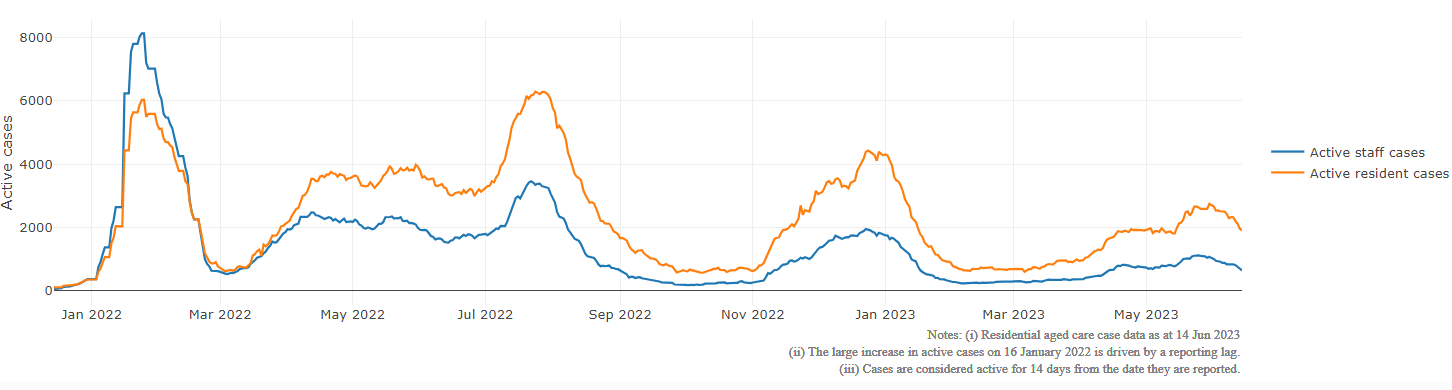 Active cases
8000
6000
4000
2000
0
Jan 2022 Mar 2022 May 2022 Jul 2022 Sep 2022 Nov 2022 Jan 2023 Mar 2023 May 2023
Active staff cases
Active resident cases
Notes: (i) Residential aged care case data as at 14 Jun 2023
(ii) The large increase in active cases on 16 January 2022 is driven by a reporting lag.
(iii) Cases are considered active for 14 days from the date they are reported.